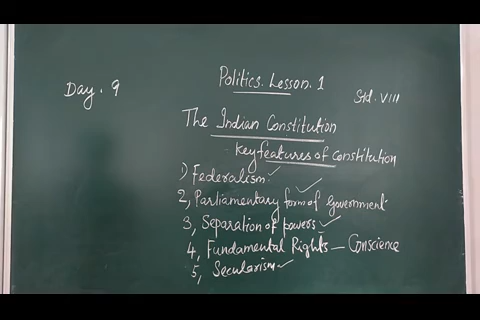 Politics. Lesson. 1
Day. 9
Std. VIII
The Indian Constitution
Key features of constitution
1) Federalism.
2, Parliamentary form of Government.
3, Separation of powers
4, Fundamental Rights — Conscience
5, Secularism